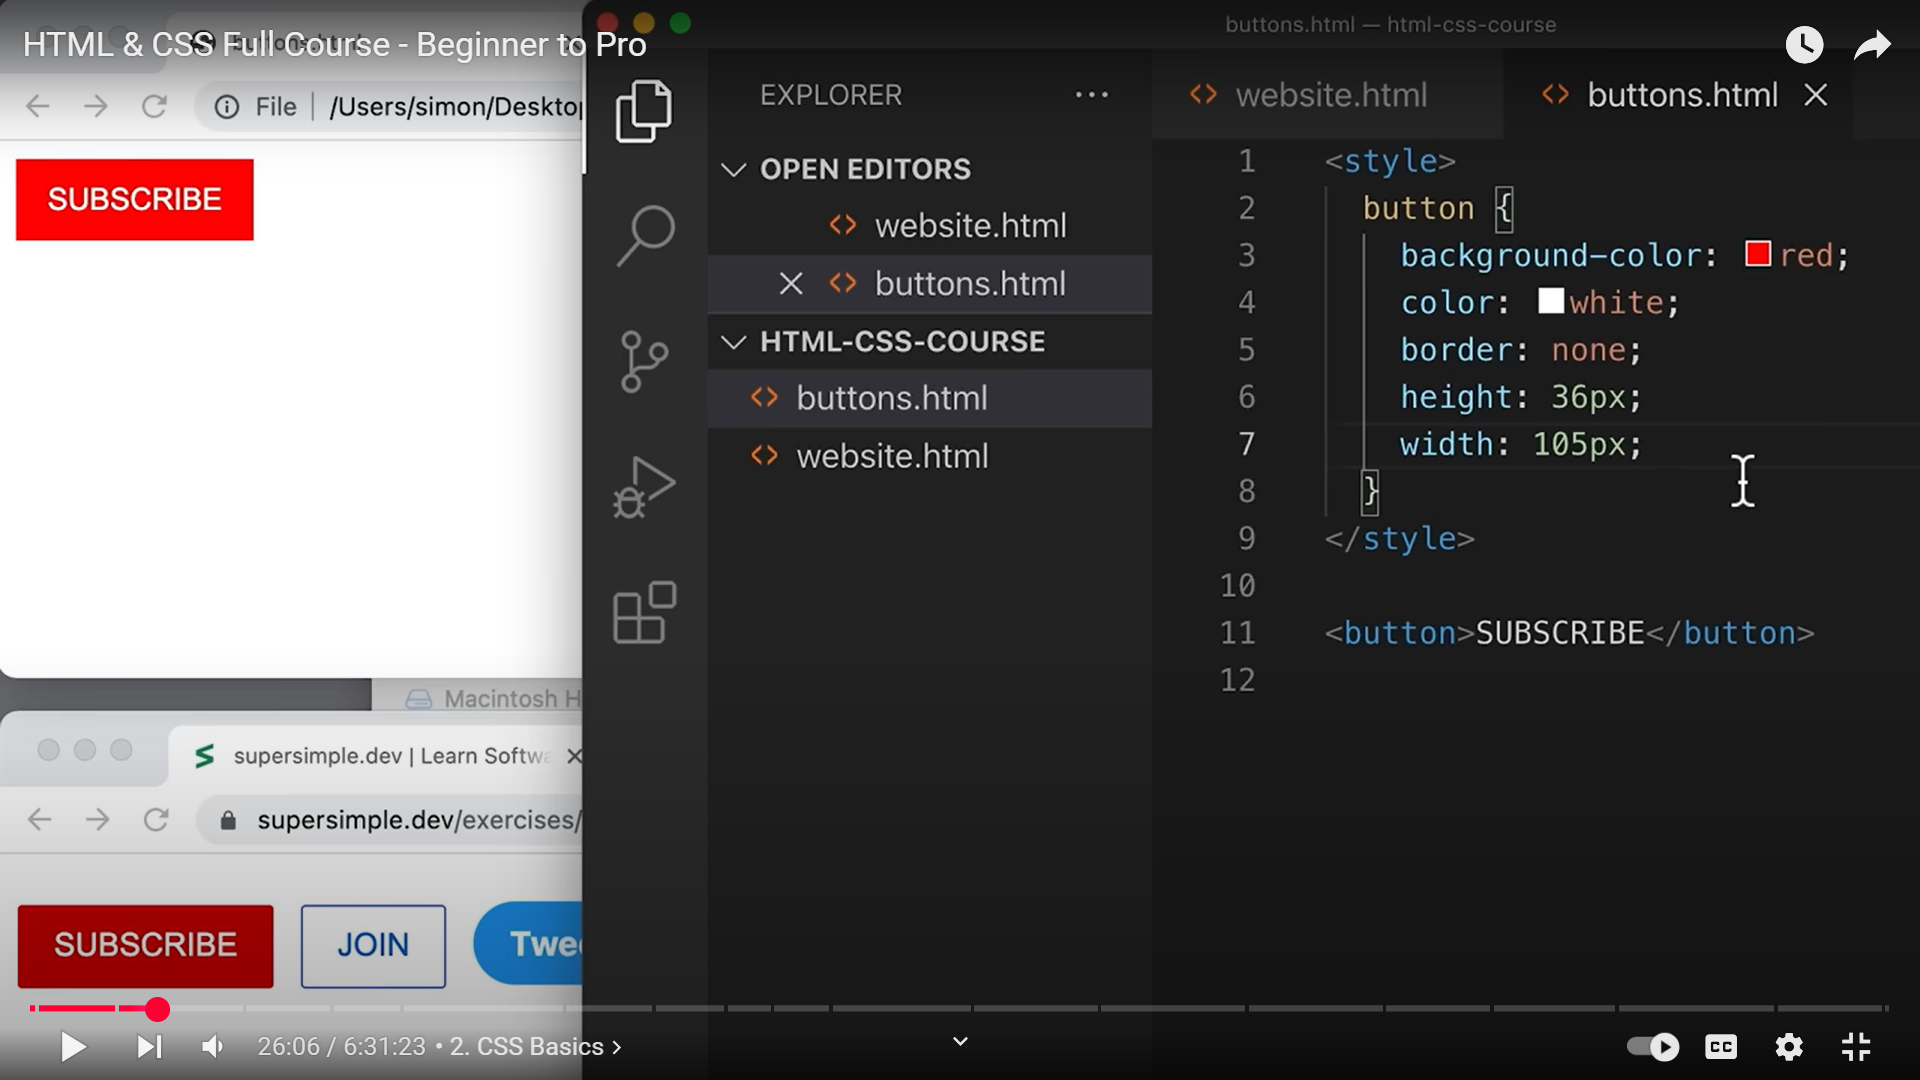 HTML & CSS Full Course - Beginner to Pro
buttons.html — html-css-course
File | /Users/simon/Deskto
SUBSCRIBE
EXPLORER
OPEN EDITORS
website.html
buttons.html
HTML-CSS-COURSE
buttons.html
website.html
website.html
buttons.html
1 <style>
2 button {
3 background-color: red;
4 color: white;
5 border: none;
6 height: 36px;
7 width: 105px;
8 }
9 </style>
10
11 <button>SUBSCRIBE</button>
12
Macintosh H
supersimple.dev | Learn Softwa
supersimple.dev/exercises/
SUBSCRIBE
JOIN
Twee
26:06 / 6:31:23 • 2. CSS Basics >
CC